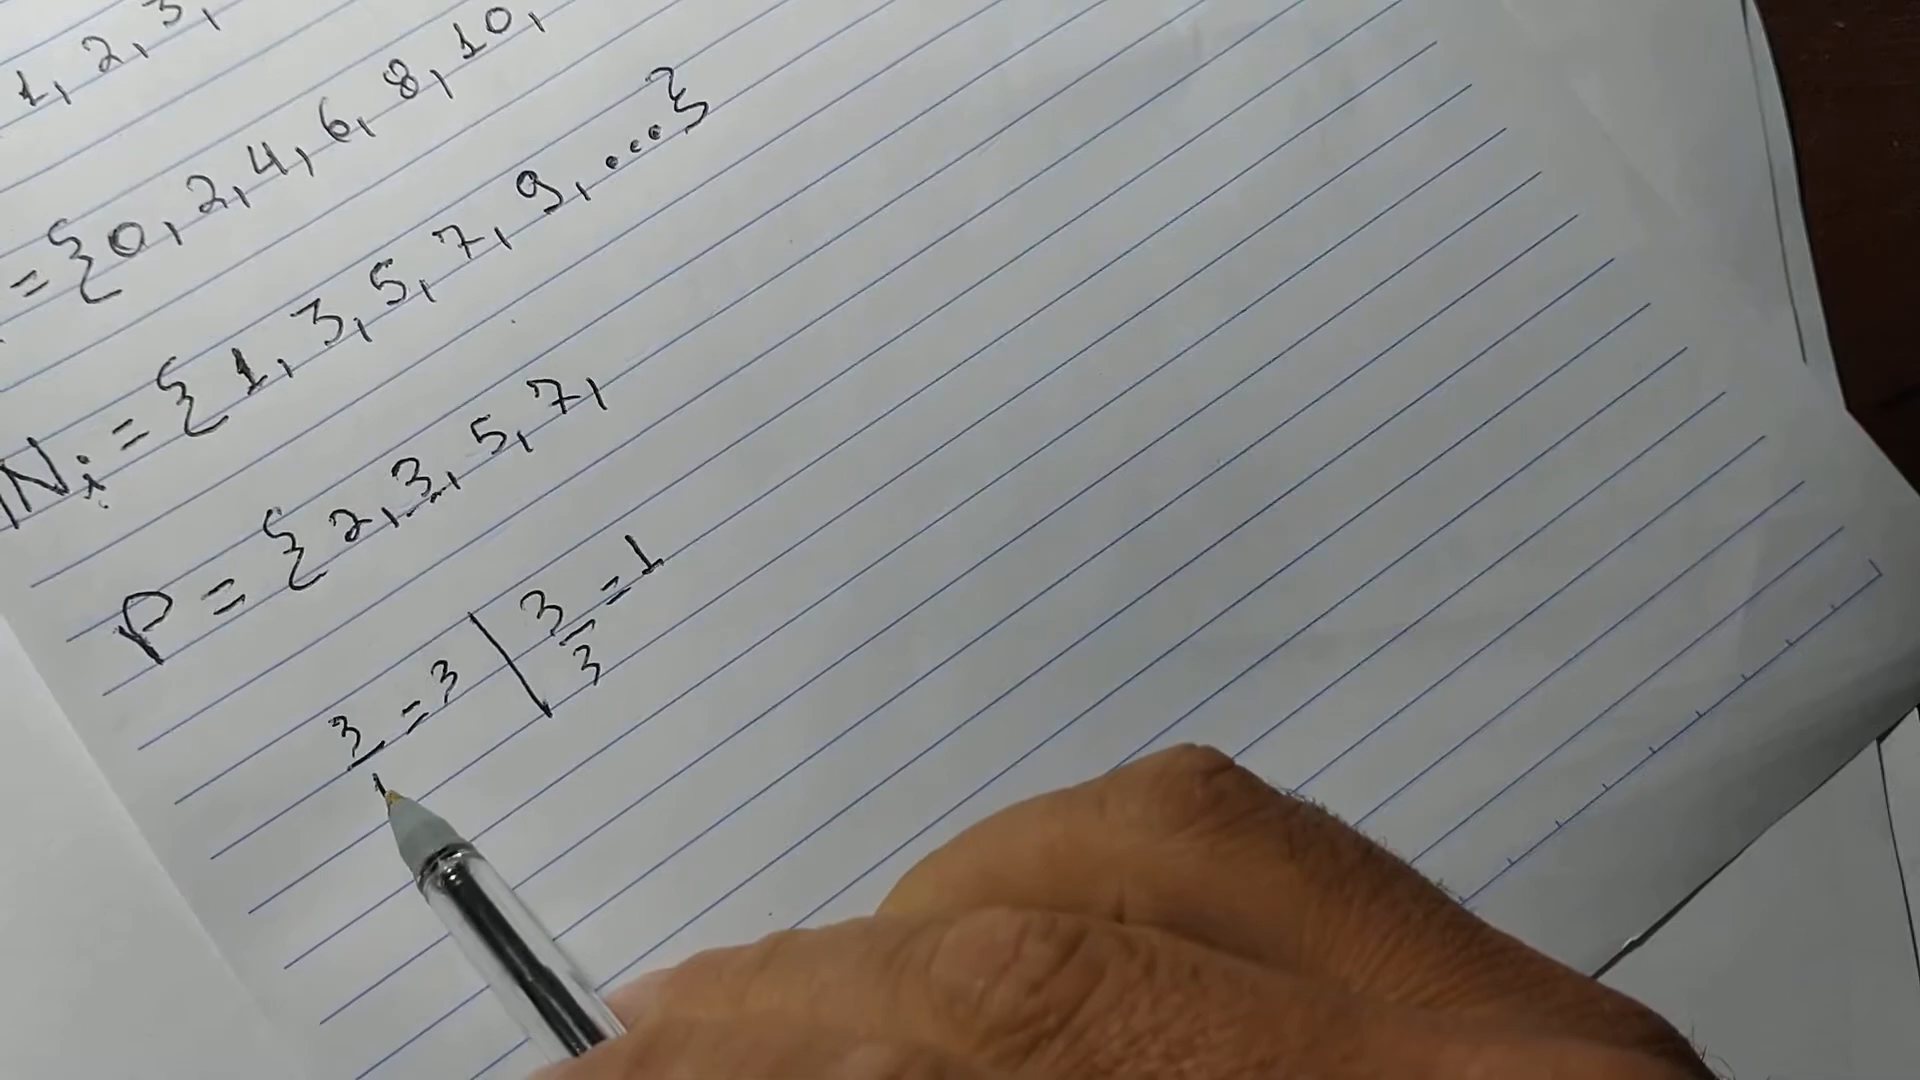 1, 2, 3,
= {0, 2, 4, 6, 8, 10,
Ni = {1, 3, 5, 7, 9, ...}
P = {2, 3, 5, 7,
3/1 = 3 | 3/3 = 1